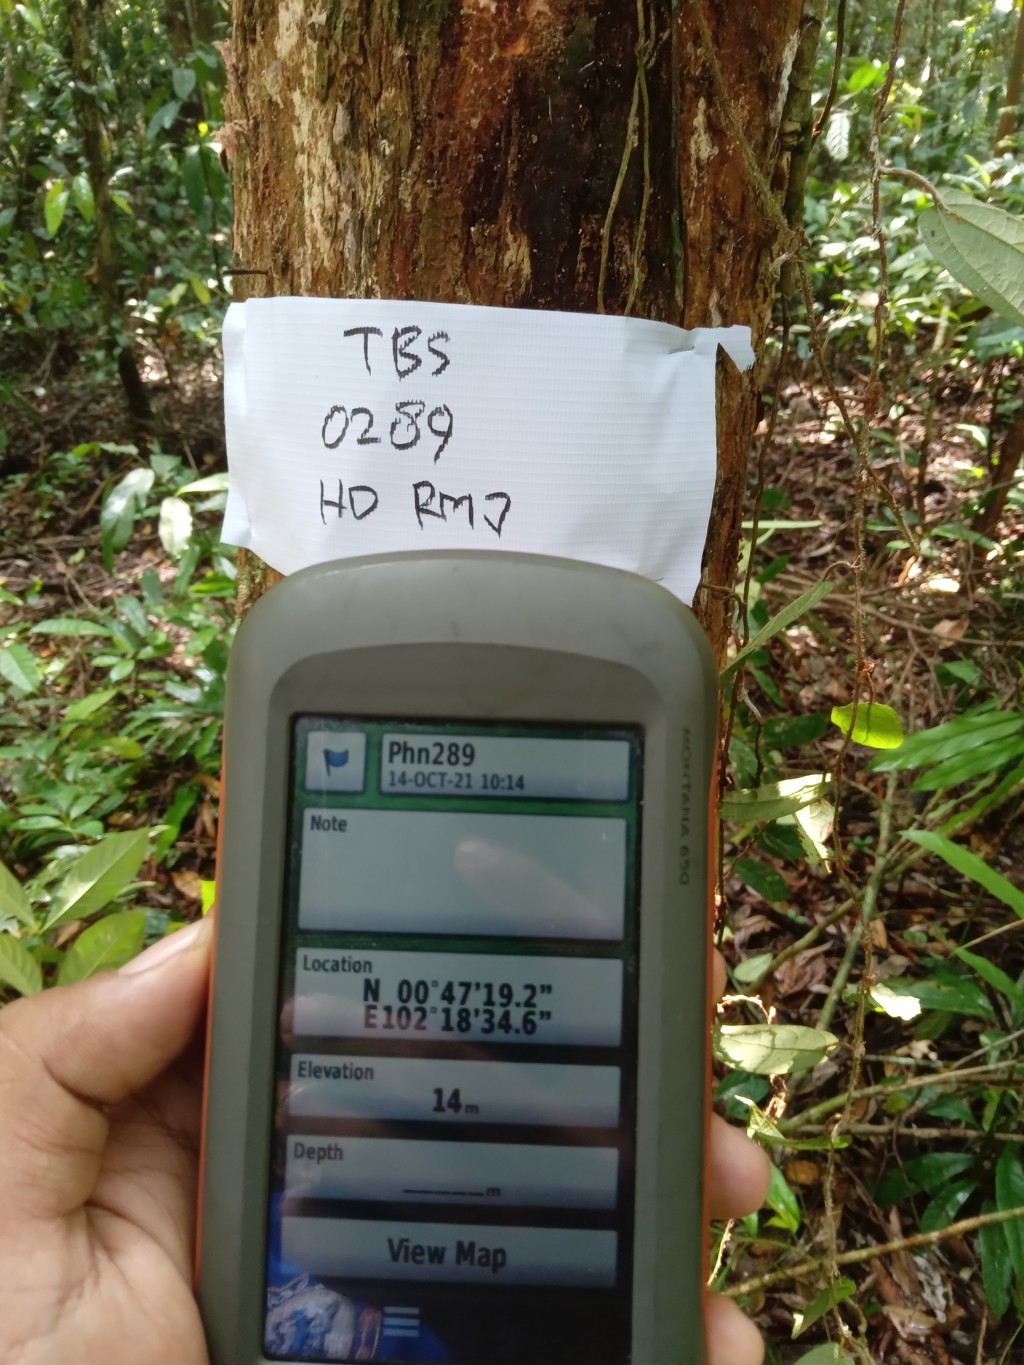 TBS
0289
HD RMJ
MONTANA 650
Phn289
14-OCT-21 10:14
Note
Location
N 00°47'19.2"
E102°18'34.6"
Elevation
14m
Depth
_______m
View Map